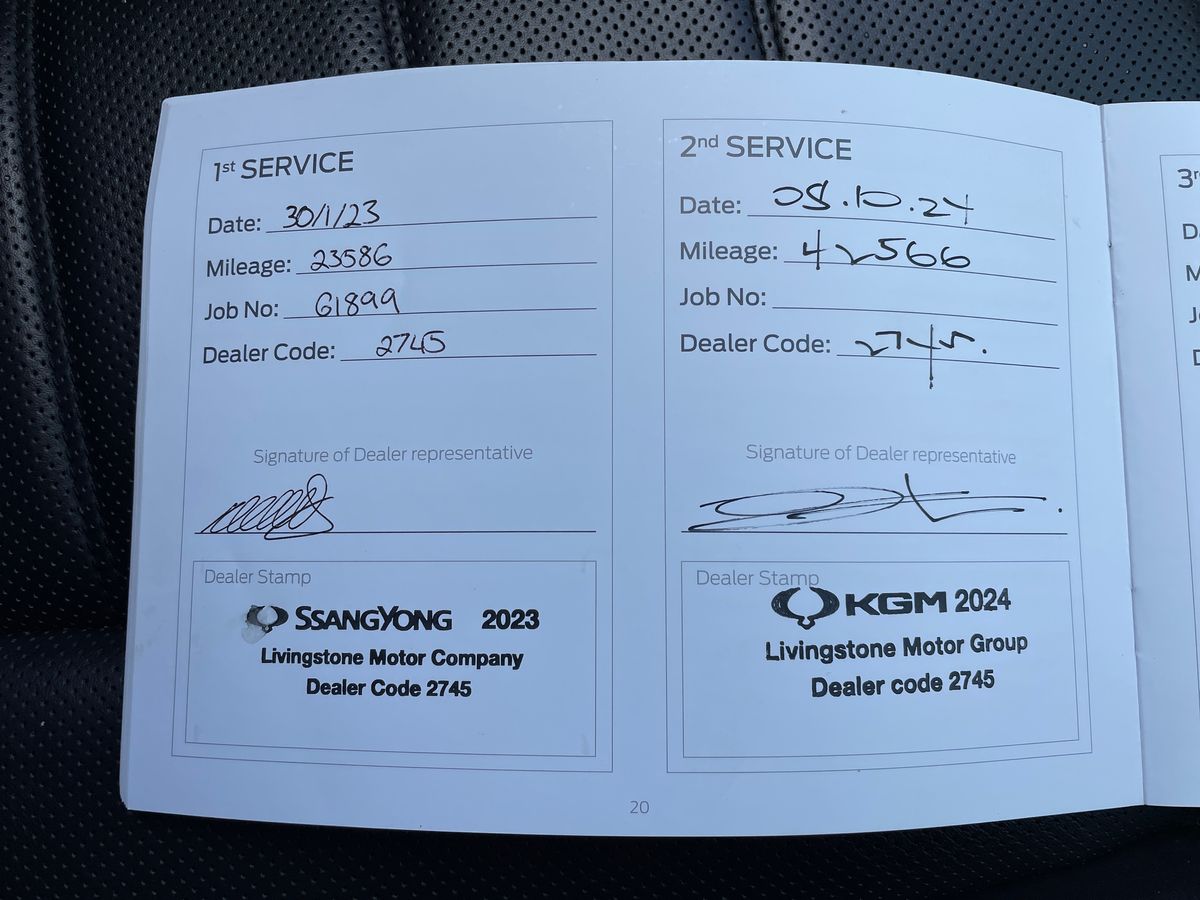 1st SERVICE
Date: 30/1/23
Mileage: 23586
Job No: 61899
Dealer Code: 2745
Signature of Dealer representative
Dealer Stamp
SSANGYONG 2023
Livingstone Motor Company
Dealer Code 2745
2nd SERVICE
Date: 08.10.24
Mileage: 42566
Job No:
Dealer Code: 2745.
Signature of Dealer representative
Dealer Stamp
KGM 2024
Livingstone Motor Group
Dealer code 2745
20